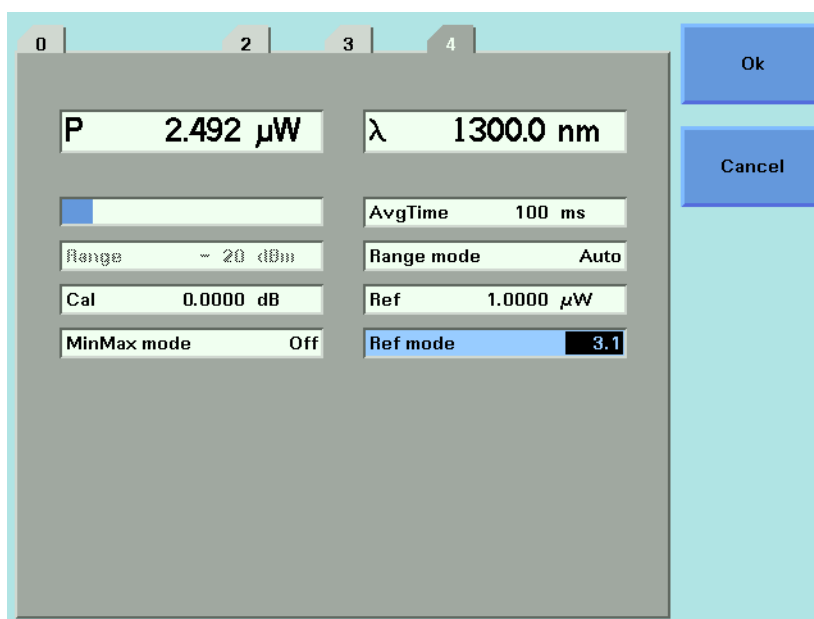 0 2 3 4
Ok
P 2.492 µW λ 1300.0 nm
Cancel
AvgTime 100 ms
Range - 20 dBm Range mode Auto
Cal 0.0000 dB Ref 1.0000 µW
MinMax mode Off Ref mode 3.1